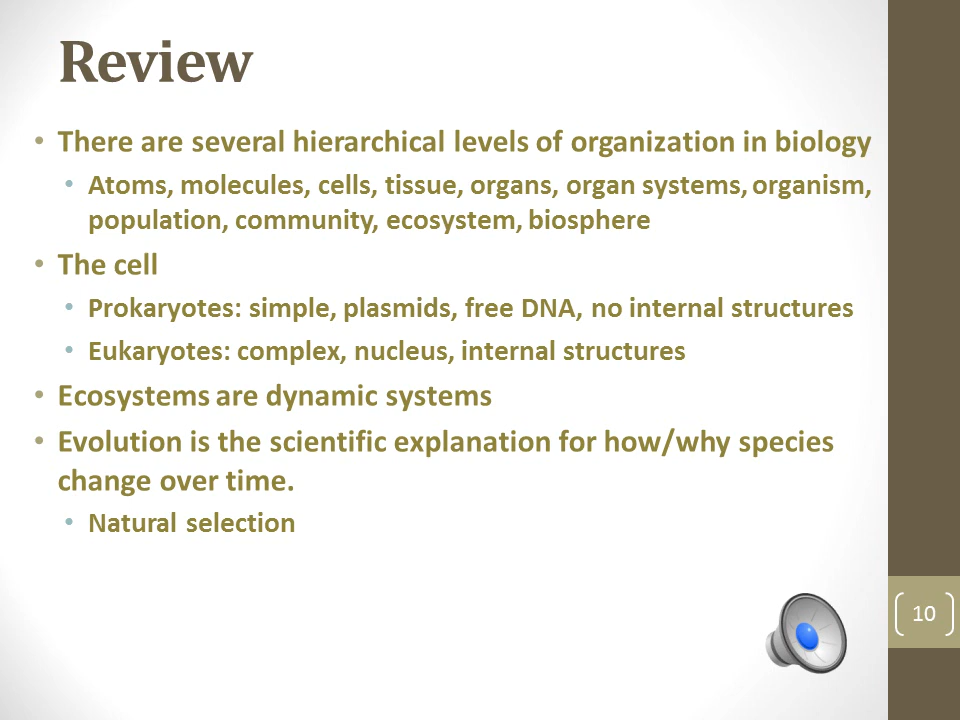 Review
• There are several hierarchical levels of organization in biology
• Atoms, molecules, cells, tissue, organs, organ systems, organism,
population, community, ecosystem, biosphere
• The cell
• Prokaryotes: simple, plasmids, free DNA, no internal structures
• Eukaryotes: complex, nucleus, internal structures
• Ecosystems are dynamic systems
• Evolution is the scientific explanation for how/why species
change over time.
• Natural selection
10